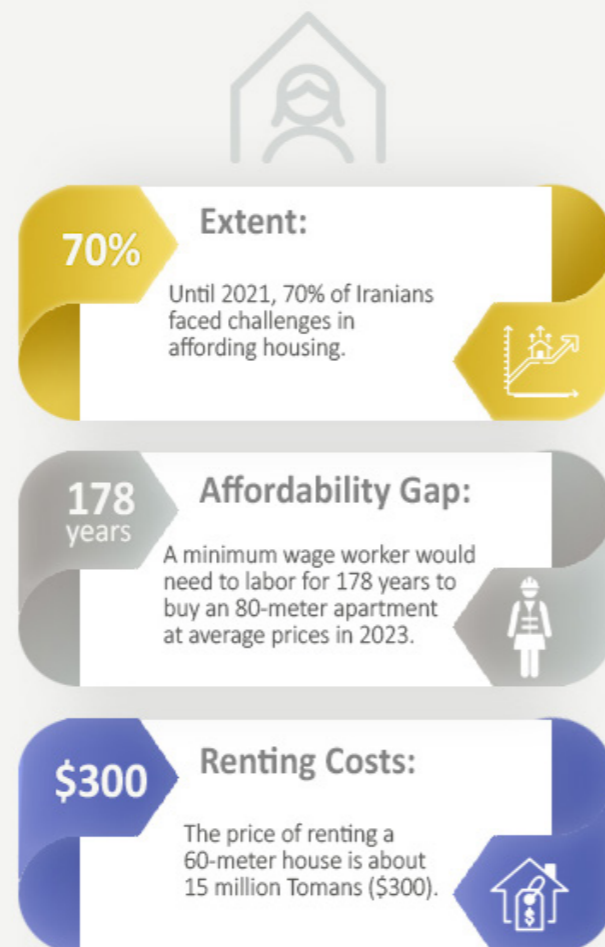 70%
Extent:
Until 2021, 70% of Iranians
faced challenges in
affording housing.
178
years
Affordability Gap:
A minimum wage worker would
need to labor for 178 years to
buy an 80-meter apartment
at average prices in 2023.
$300
Renting Costs:
The price of renting a
60-meter house is about
15 million Tomans ($300).
$